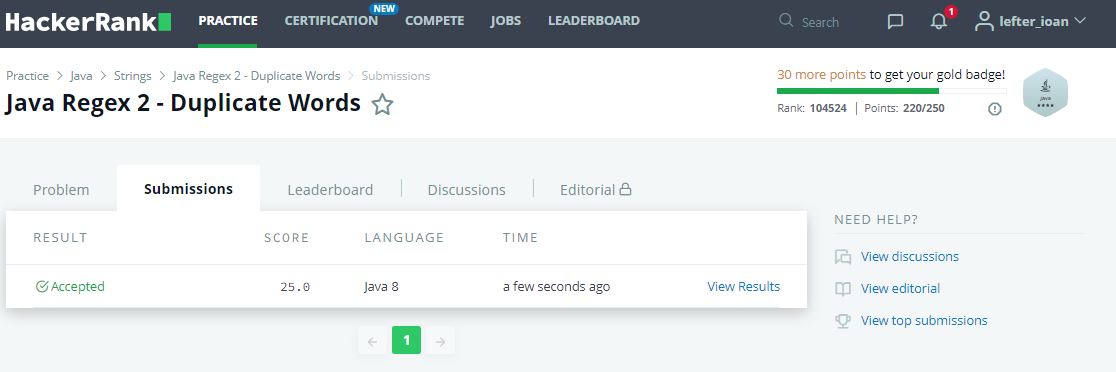 HackerRank PRACTICE CERTIFICATION NEW COMPETE JOBS LEADERBOARD Search 1 lefter_ioan
Practice > Java > Strings > Java Regex 2 - Duplicate Words > Submissions
Java Regex 2 - Duplicate Words
30 more points to get your gold badge!
Rank: 104524 | Points: 220/250
Java
Problem Submissions Leaderboard Discussions Editorial
RESULT SCORE LANGUAGE TIME
Accepted 25.0 Java 8 a few seconds ago View Results
← 1 →
NEED HELP?
View discussions
View editorial
View top submissions